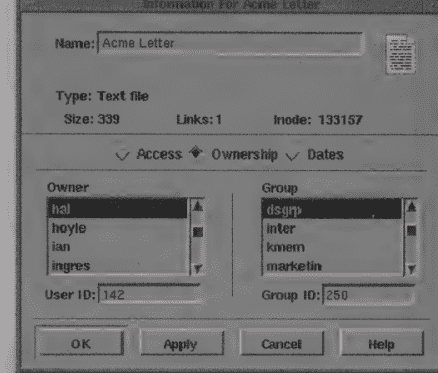 Information For Acme Letter
Name: Acme Letter
Type: Text file
Size: 339 Links: 1 Inode: 133157
Access Ownership Dates
Owner Group
hal dsgrp
hoyle inter
ian kmem
ingres marketin
User ID: 142 Group ID: 250
OK Apply Cancel Help